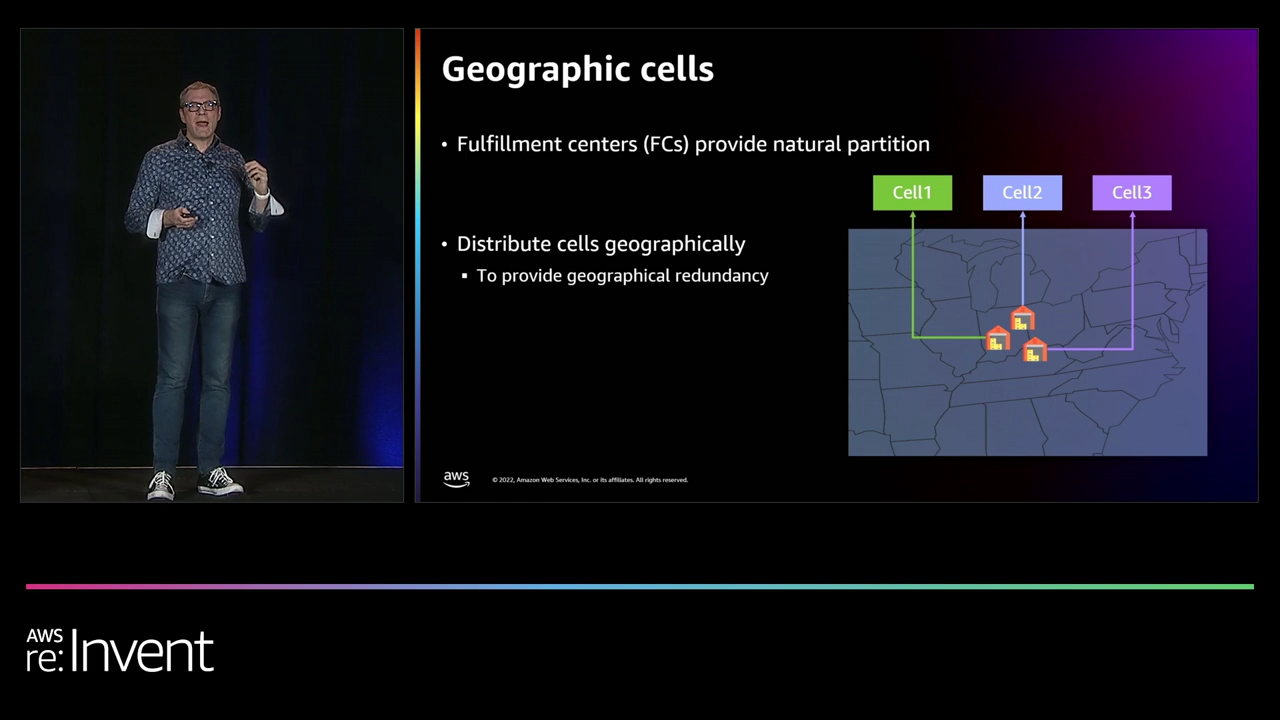 Geographic cells
• Fulfillment centers (FCs) provide natural partition
Cell1
Cell2
Cell3
• Distribute cells geographically
▪ To provide geographical redundancy
aws
© 2022, Amazon Web Services, Inc. or its affiliates. All rights reserved.
AWS
re:Invent